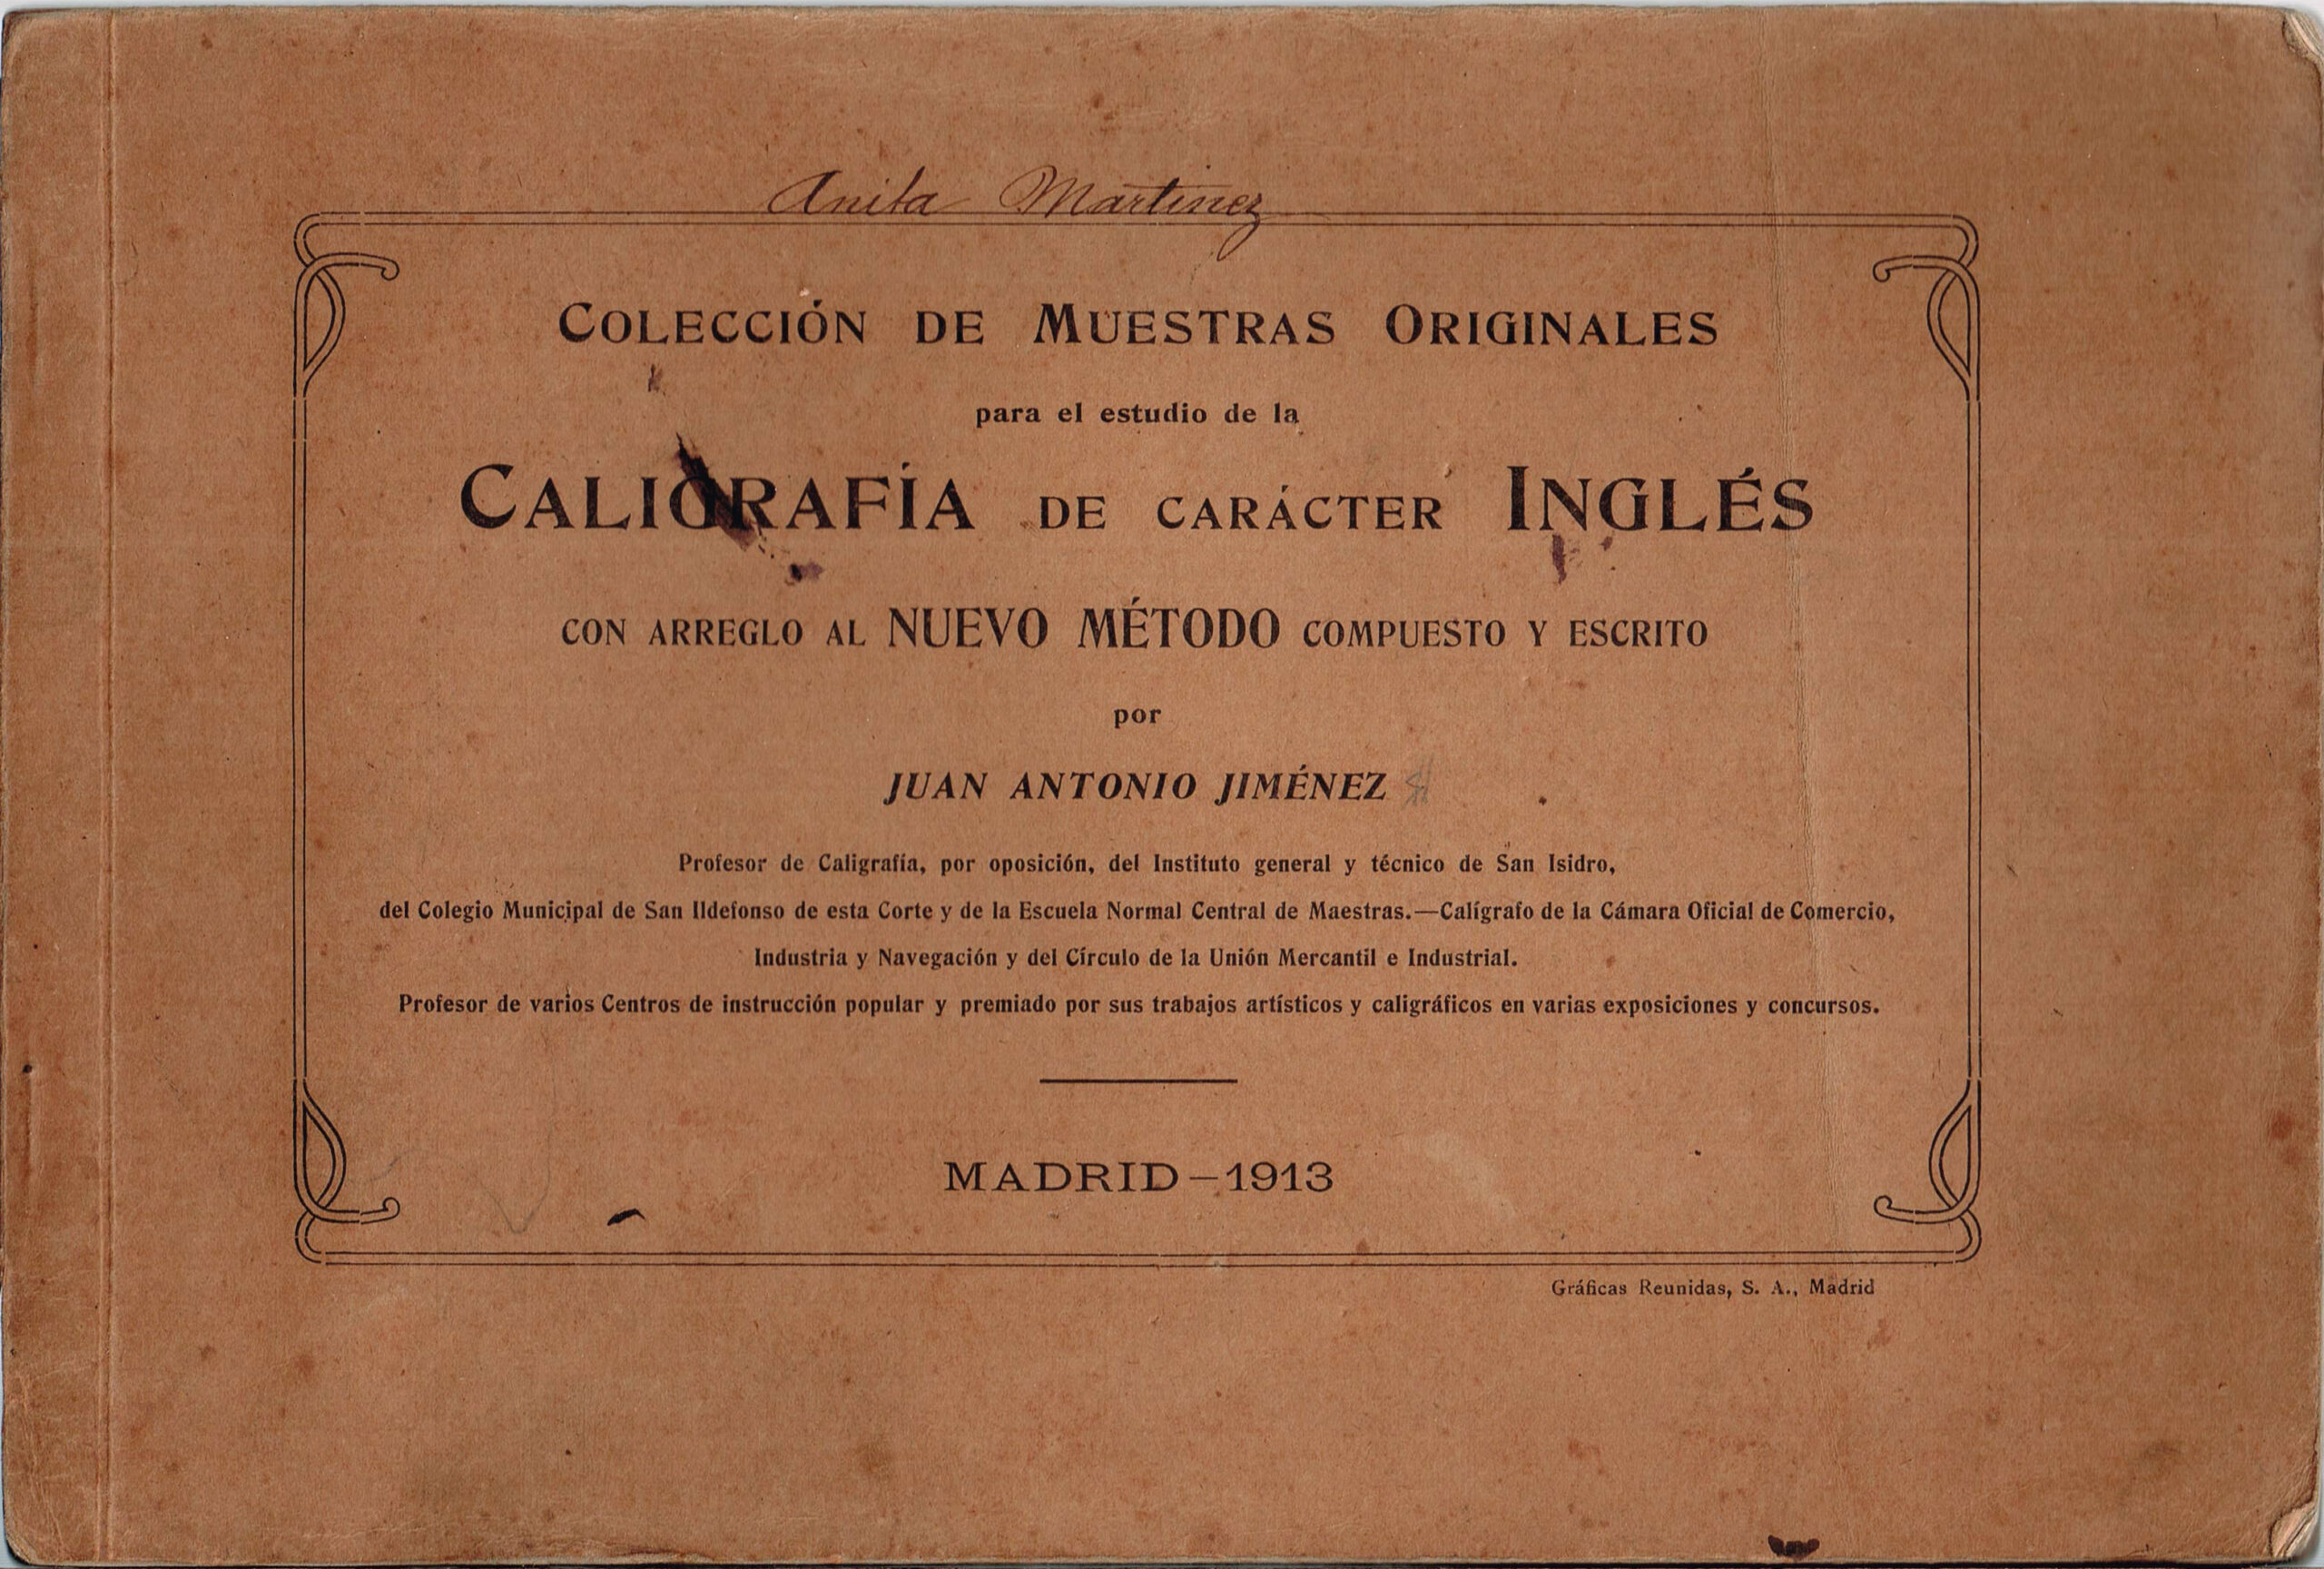 Anita Martinez
COLECCIÓN DE MUESTRAS ORIGINALES
para el estudio de la
CALIGRAFÍA DE CARÁCTER INGLÉS
CON ARREGLO AL NUEVO MÉTODO COMPUESTO Y ESCRITO
por
JUAN ANTONIO JIMÉNEZ
Profesor de Caligrafía, por oposición, del Instituto general y técnico de San Isidro,
del Colegio Municipal de San Ildefonso de esta Corte y de la Escuela Normal Central de Maestras.—Calígrafo de la Cámara Oficial de Comercio,
Industria y Navegación y del Círculo de la Unión Mercantil e Industrial.
Profesor de varios Centros de instrucción popular y premiado por sus trabajos artísticos y caligráficos en varias exposiciones y concursos.
MADRID-1913
Gráficas Reunidas, S. A., Madrid